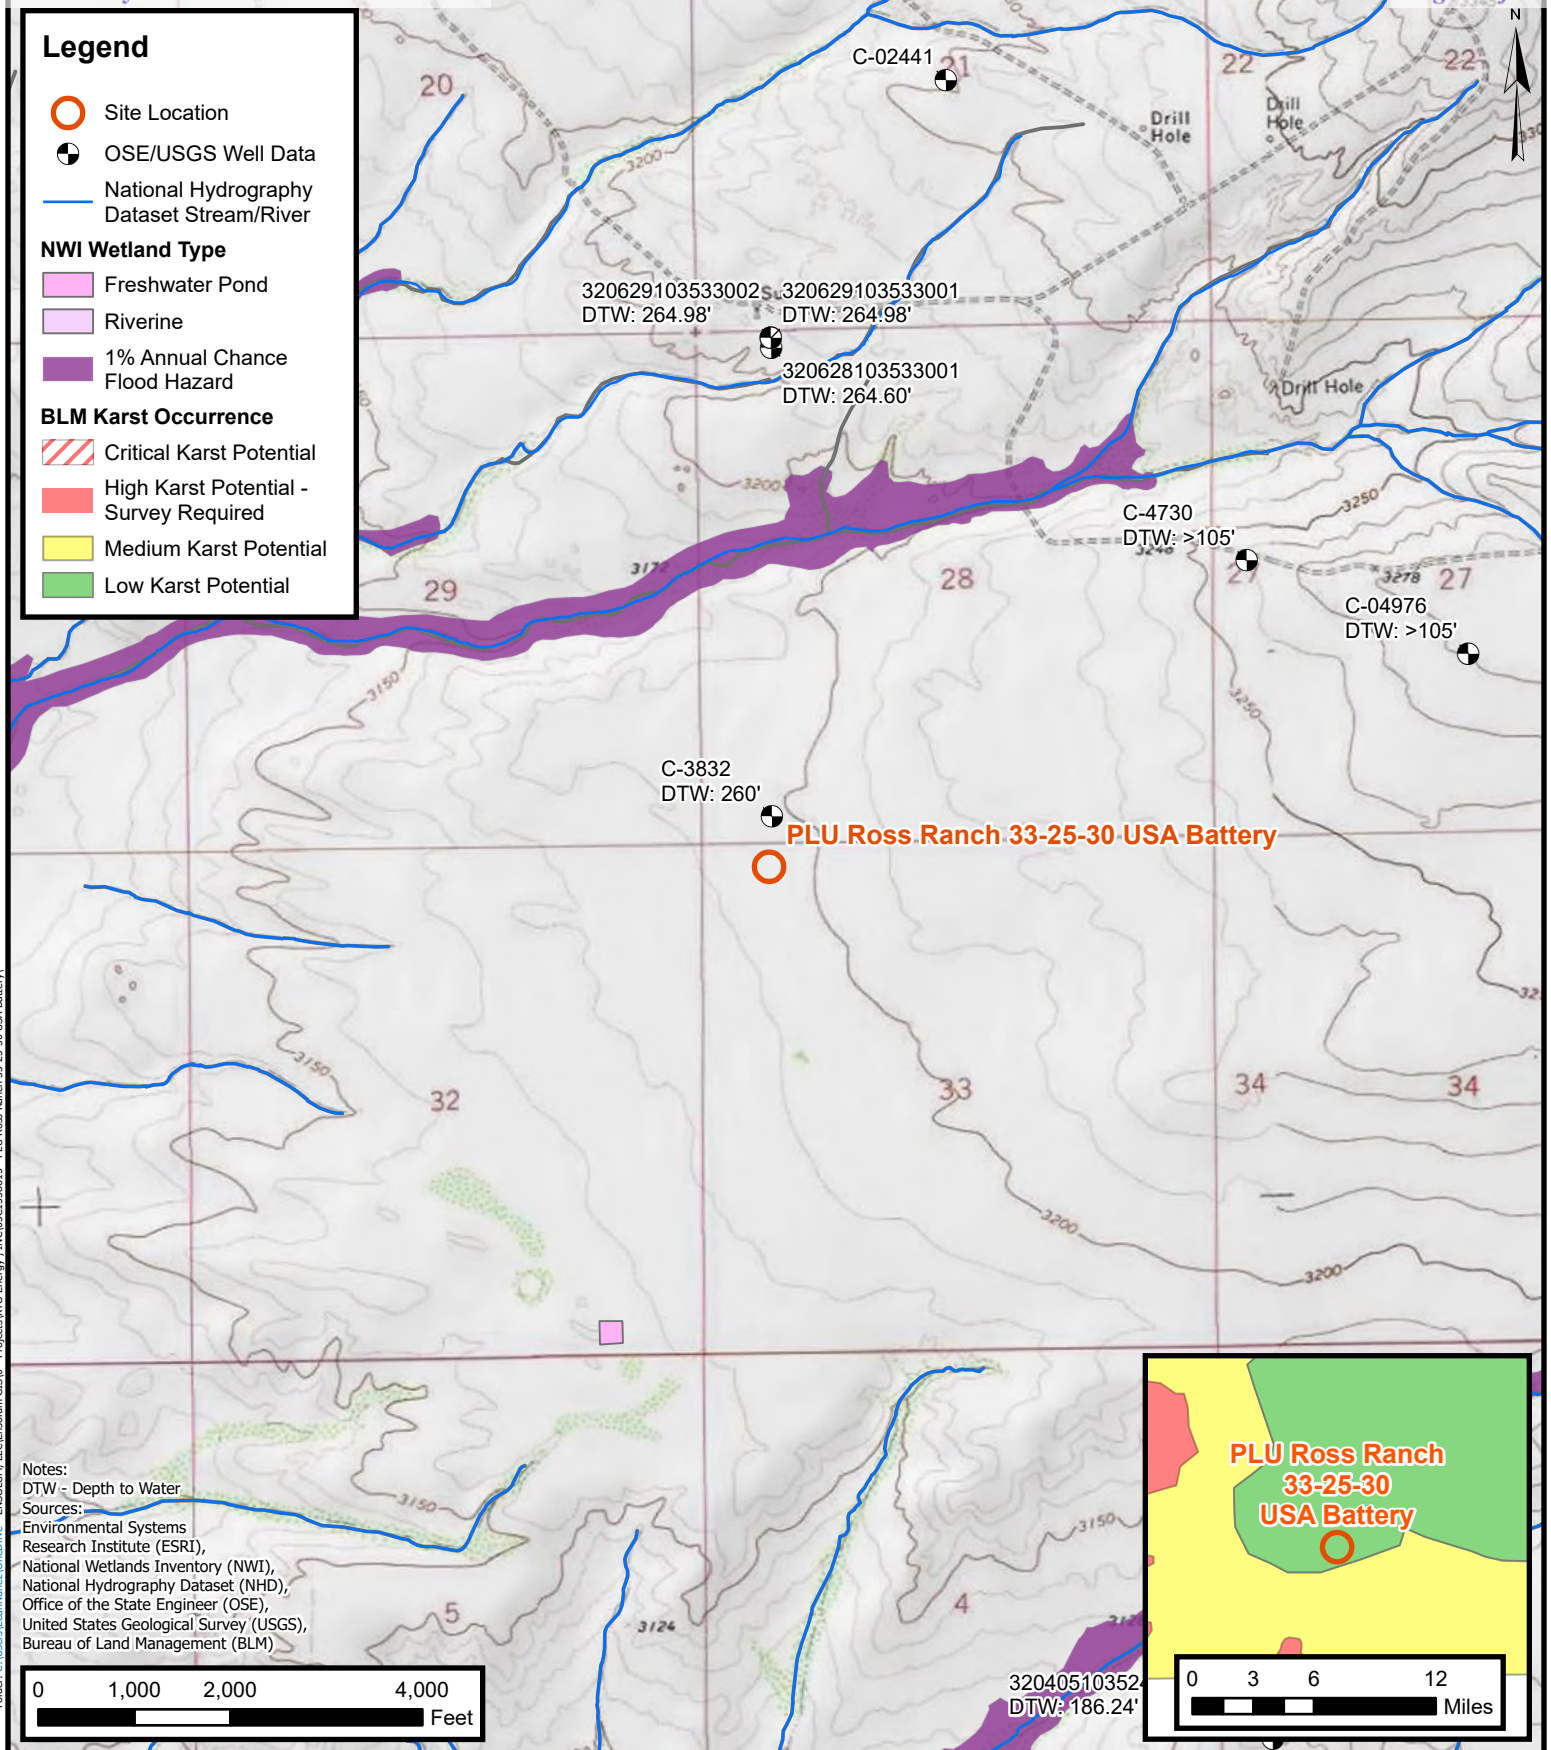 Legend
Site Location
OSE/USGS Well Data
National Hydrography
Dataset Stream/River
NWI Wetland Type
Freshwater Pond
Riverine
1% Annual Chance
Flood Hazard
BLM Karst Occurrence
Critical Karst Potential
High Karst Potential -
Survey Required
Medium Karst Potential
Low Karst Potential
N
20
C-02441
21
22
22
Drill
Hole
Drill
Hole
3200
320629103533002
DTW: 264.98'
320629103533001
DTW: 264.98'
320628103533001
DTW: 264.60'
Drill Hole
3200
3250
C-4730
DTW: >105'
3248
27
3278
27
C-04976
DTW: >105'
3172
29
28
3150
3250
C-3832
DTW: 260'
PLU Ross Ranch 33-25-30 USA Battery
3150
32
33
34
34
3200
3200
3150
3150
5
3124
4
320405103524
DTW: 186.24'
Notes:
DTW - Depth to Water
Sources:
Environmental Systems
Research Institute (ESRI),
National Wetlands Inventory (NWI),
National Hydrography Dataset (NHD),
Office of the State Engineer (OSE),
United States Geological Survey (USGS),
Bureau of Land Management (BLM)
0 1,000 2,000 4,000
Feet
PLU Ross Ranch
33-25-30
USA Battery
0 3 6 12
Miles